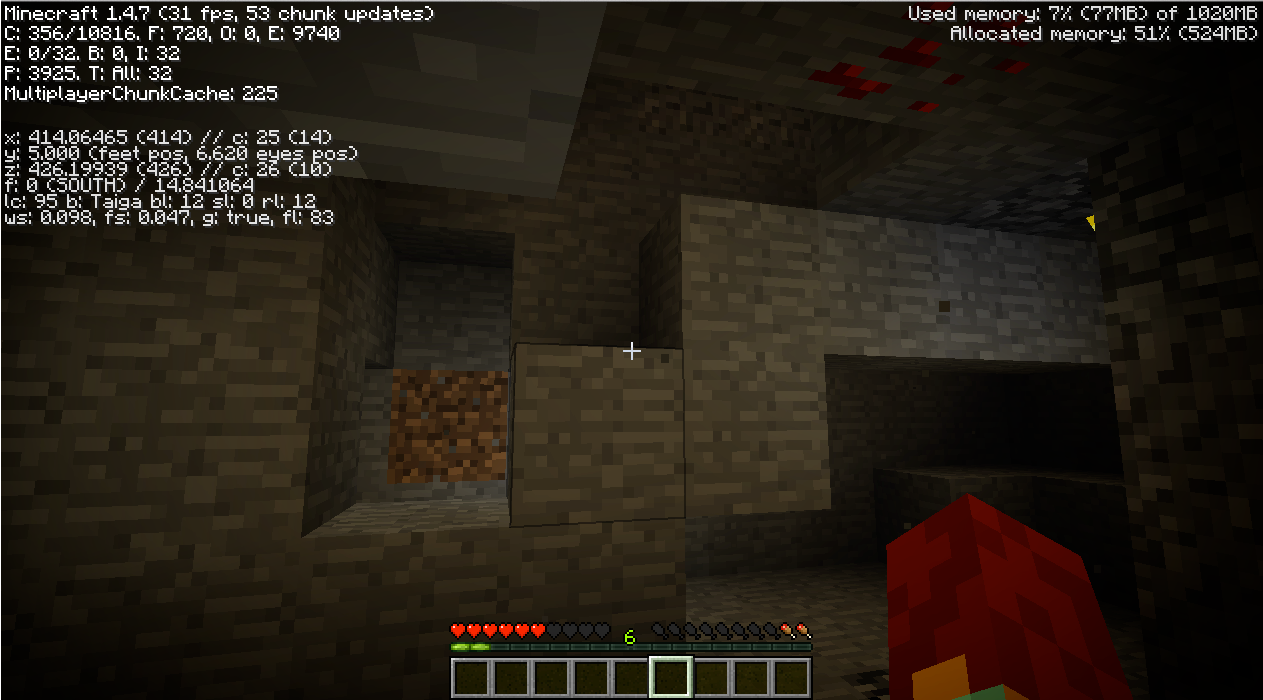 Minecraft 1.4.7 (31 fps, 53 chunk updates)
C: 356/10816. F: 720, O: 0, E: 9740
E: 0/32. B: 0, I: 32
P: 3925. T: All: 32
MultiplayerChunkCache: 225
x: 414.06465 (414) // c: 25 (14)
y: 5.000 (feet pos, 6.620 eyes pos)
z: 426.19939 (426) // c: 26 (10)
f: 0 (SOUTH) / 14.841064
lc: 95 b: Taiga bl: 12 sl: 0 rl: 12
ws: 0.098, fs: 0.047, g: true, fl: 83
Used memory: 7% (77MB) of 1020MB
Allocated memory: 51% (524MB)
6